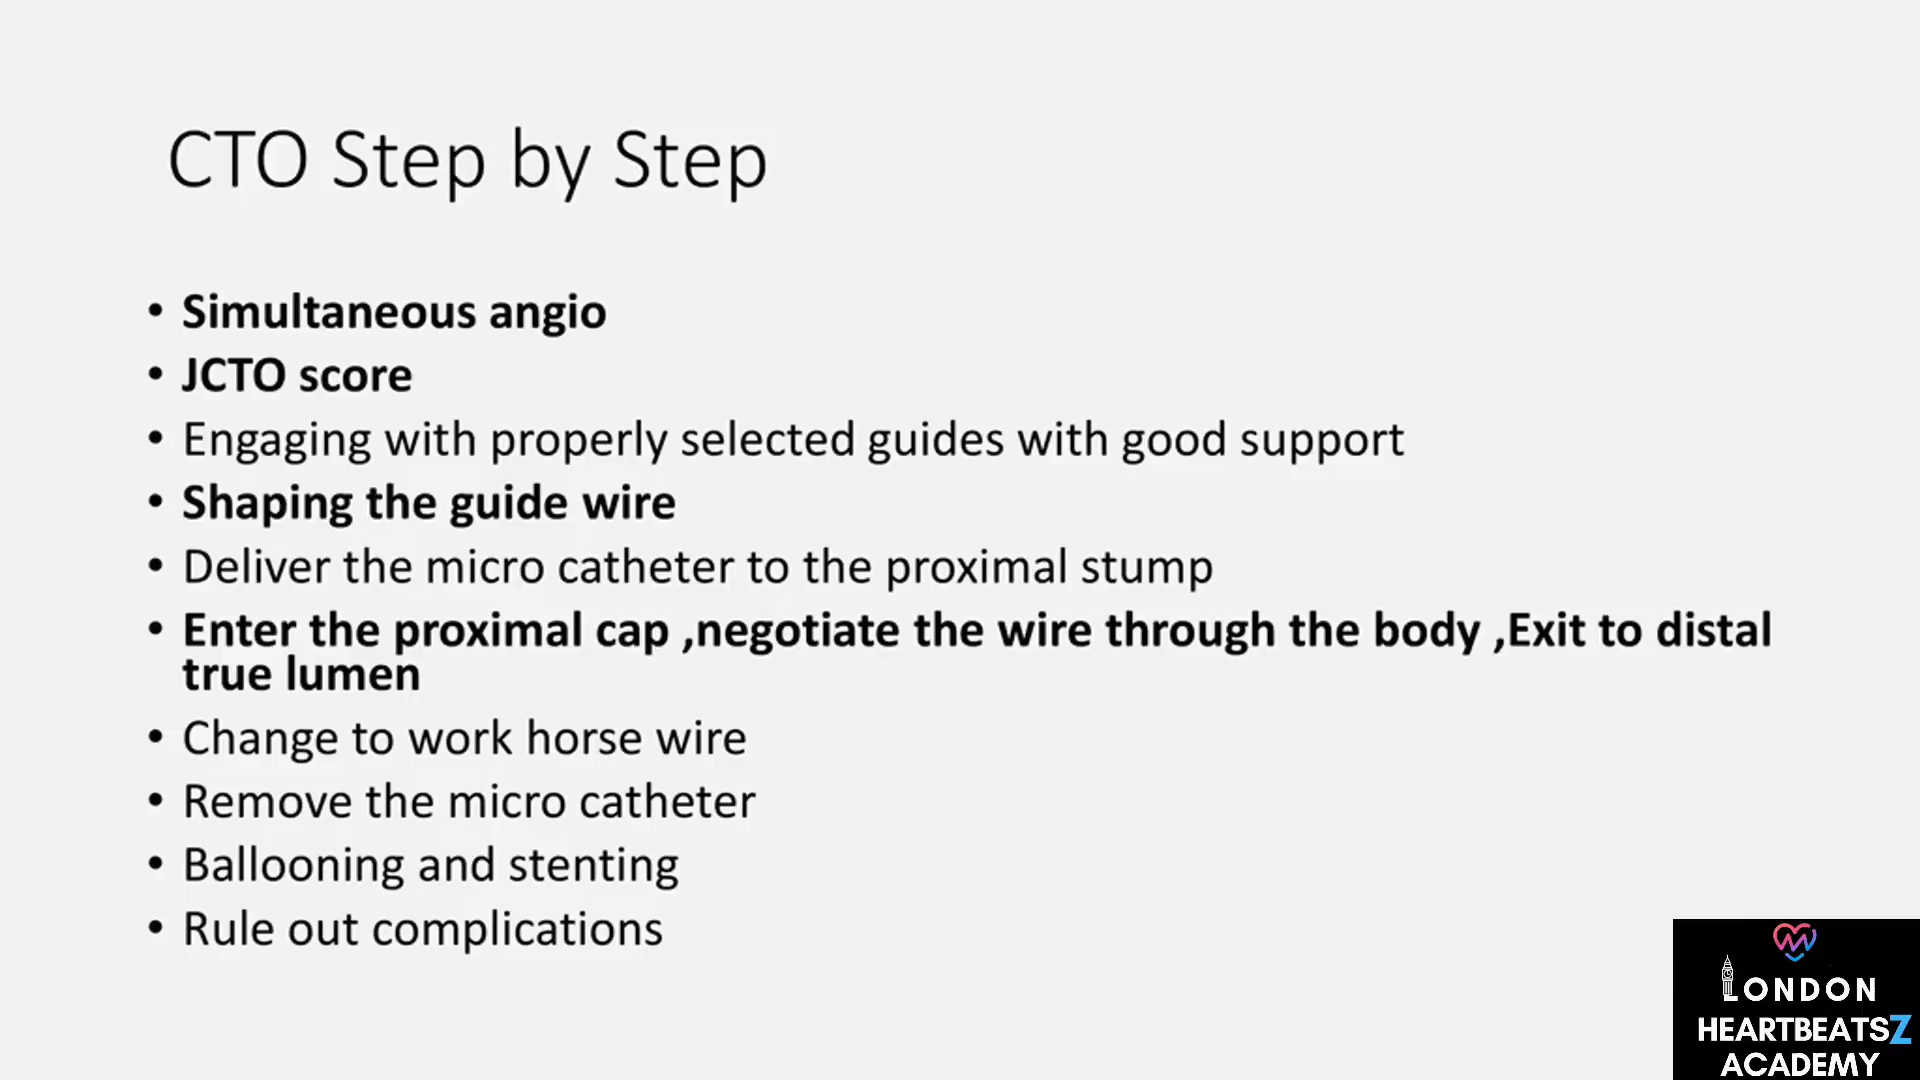 CTO Step by Step
• Simultaneous angio
• JCTO score
• Engaging with properly selected guides with good support
• Shaping the guide wire
• Deliver the micro catheter to the proximal stump
• Enter the proximal cap ,negotiate the wire through the body ,Exit to distal
true lumen
• Change to work horse wire
• Remove the micro catheter
• Ballooning and stenting
• Rule out complications
LONDON
HEARTBEATSZ
ACADEMY